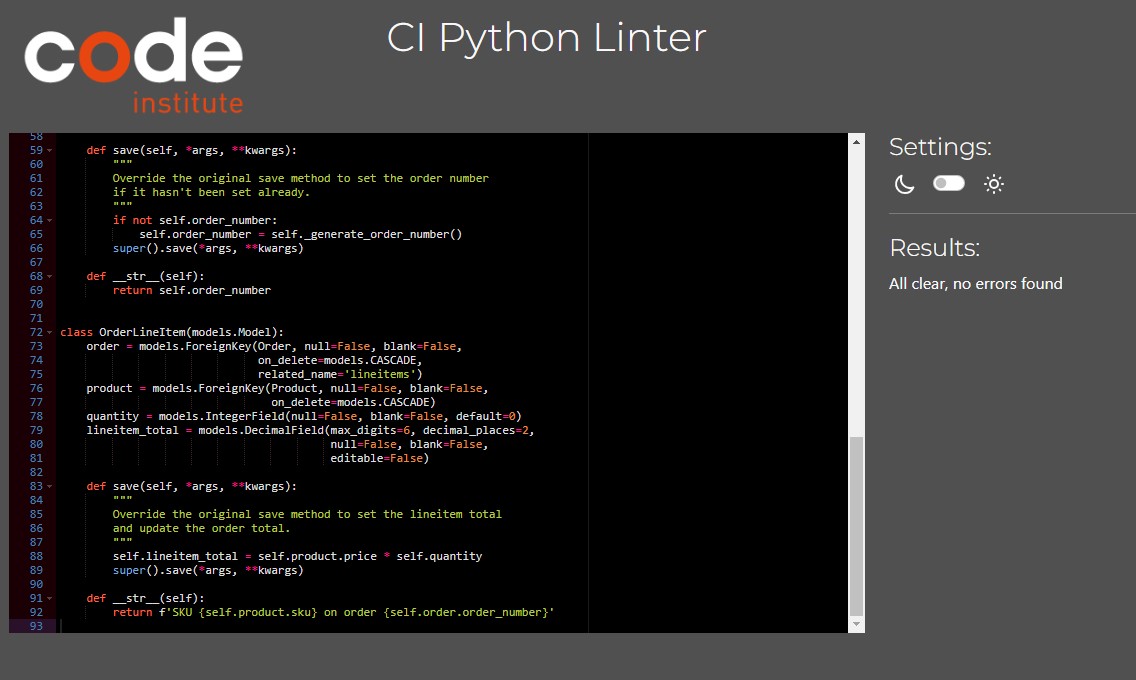 code
institute
CI Python Linter
58
59     def save(self, *args, **kwargs):
60         """
61         Override the original save method to set the order number
62         if it hasn't been set already.
63         """
64         if not self.order_number:
65             self.order_number = self._generate_order_number()
66         super().save(*args, **kwargs)
67
68     def __str__(self):
69         return self.order_number
70
71
72 class OrderLineItem(models.Model):
73     order = models.ForeignKey(Order, null=False, blank=False,
74                               on_delete=models.CASCADE,
75                               related_name='lineitems')
76     product = models.ForeignKey(Product, null=False, blank=False,
77                                 on_delete=models.CASCADE)
78     quantity = models.IntegerField(null=False, blank=False, default=0)
79     lineitem_total = models.DecimalField(max_digits=6, decimal_places=2,
80                                          null=False, blank=False,
81                                          editable=False)
82
83     def save(self, *args, **kwargs):
84         """
85         Override the original save method to set the lineitem total
86         and update the order total.
87         """
88         self.lineitem_total = self.product.price * self.quantity
89         super().save(*args, **kwargs)
90
91     def __str__(self):
92         return f'SKU {self.product.sku} on order {self.order.order_number}'
93
Settings:
Results:
All clear, no errors found